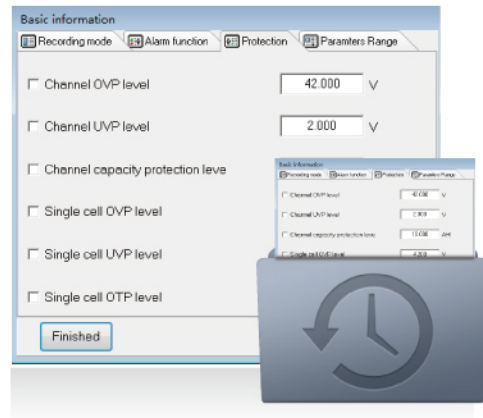 Basic information
Recording mode Alarm function Protection Paramters Range
Channel OVP level 42.000 V
Channel UVP level 2.000 V
Channel capacity protection leve
Single cell OVP level
Single cell UVP level
Single cell OTP level
Finished
Basic Information
Recording mode Alarm function Protection Paramters Range
Channel OVP level 42.000 V
Channel UVP level 2.000 V
Channel capacity protection leve AH
Single cell OVP level 4.200 V